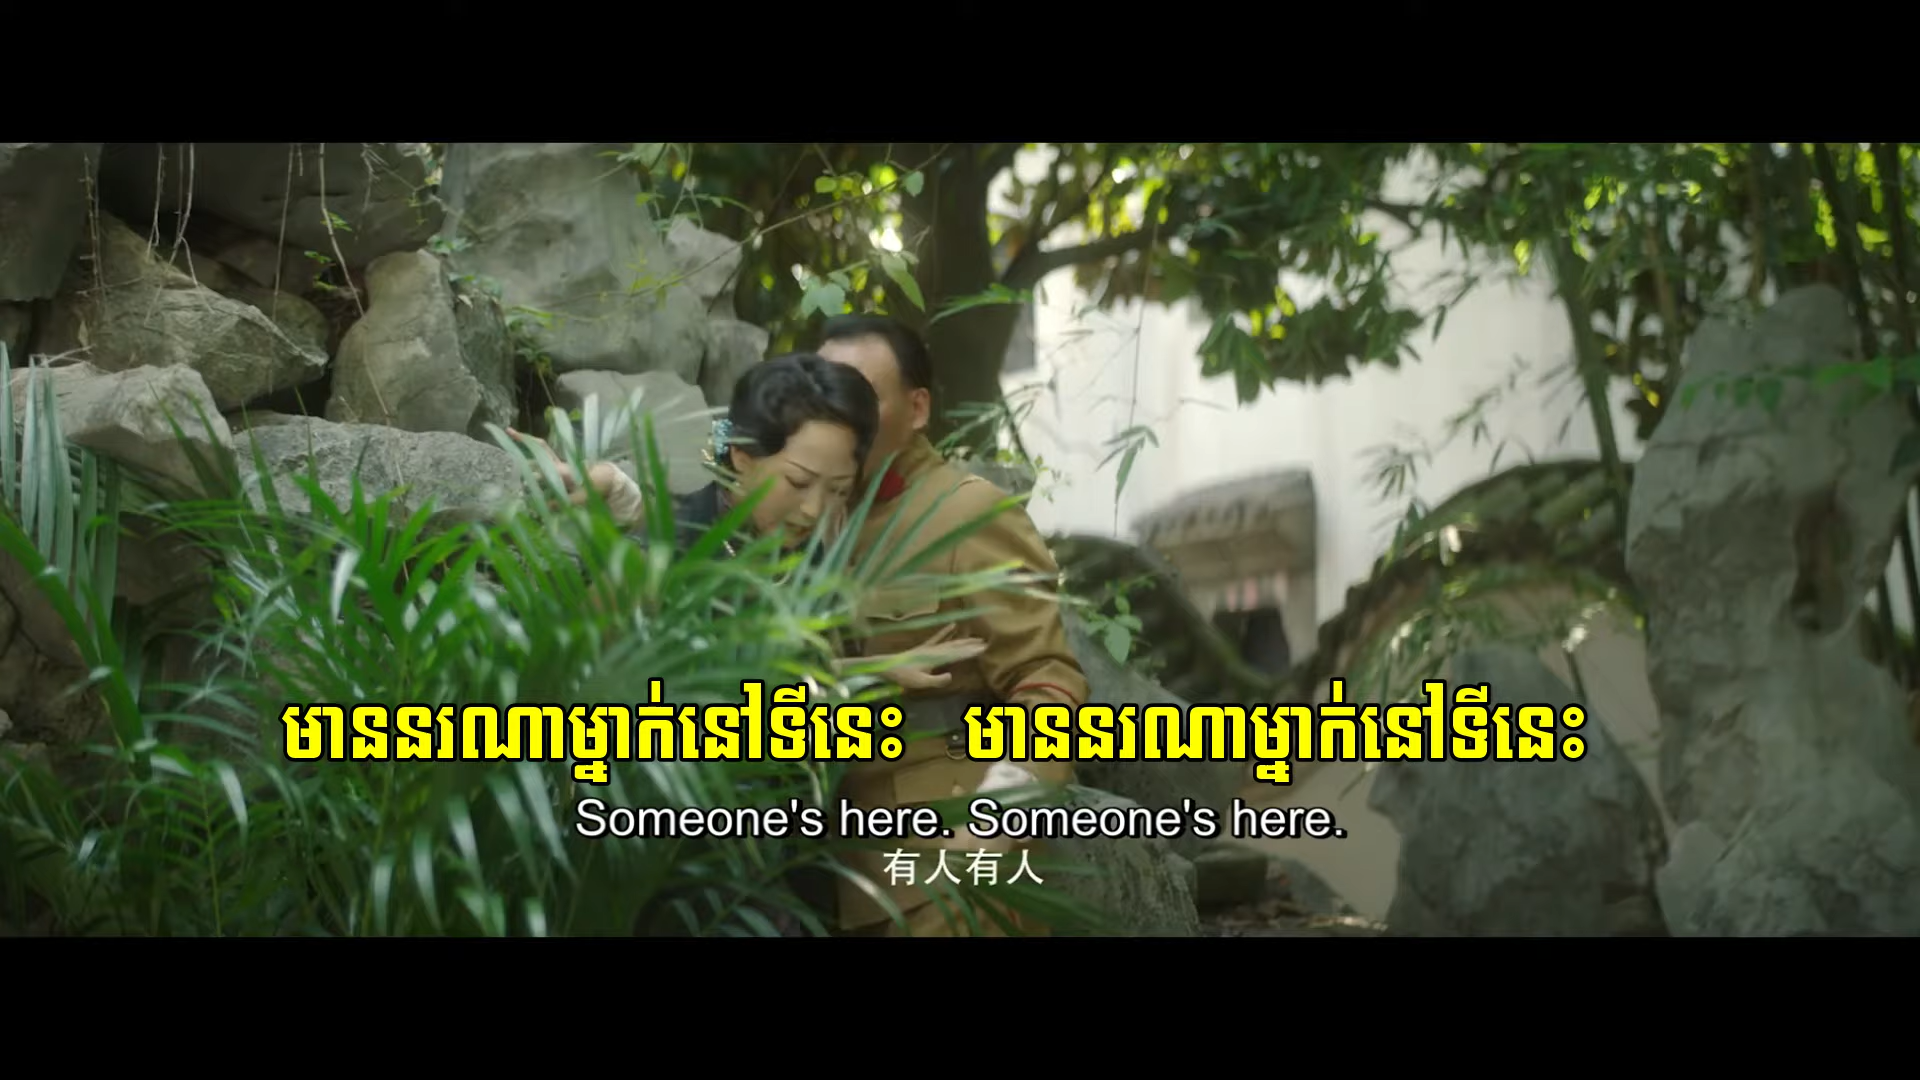 មាននរណាម្នាក់នៅទីនេះ មាននរណាម្នាក់នៅទីនេះ
Someone's here. Someone's here.
有人有人